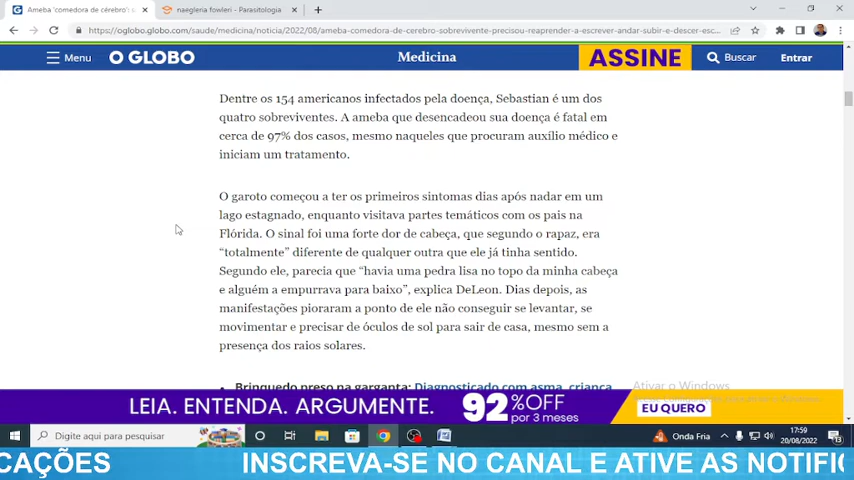 Ameba 'comedora de cérebro': s
naegleria fowleri - Parasitologia
https://oglobo.globo.com/saude/medicina/noticia/2022/08/ameba-comedora-de-cerebro-sobrevivente-precisou-reaprender-a-escrever-andar-subir-e-descer-esc...
Menu
O GLOBO
Medicina
ASSINE
Buscar
Entrar
Dentre os 154 americanos infectados pela doença, Sebastian é um dos
quatro sobreviventes. A ameba que desencadeou sua doença é fatal em
cerca de 97% dos casos, mesmo naqueles que procuram auxílio médico e
iniciam um tratamento.
O garoto começou a ter os primeiros sintomas dias após nadar em um
lago estagnado, enquanto visitava partes temáticos com os pais na
Flórida. O sinal foi uma forte dor de cabeça, que segundo o rapaz, era
“totalmente” diferente de qualquer outra que ele já tinha sentido.
Segundo ele, parecia que “havia uma pedra lisa no topo da minha cabeça
e alguém a empurrava para baixo”, explica DeLeon. Dias depois, as
manifestações pioraram a ponto de ele não conseguir se levantar, se
movimentar e precisar de óculos de sol para sair de casa, mesmo sem a
presença dos raios solares.
Brinquedo preso na garganta: Diagnosticado com asma, criança
Ativar o Windows
LEIA. ENTENDA. ARGUMENTE.
92%OFF
por 3 meses
EU QUERO
Digite aqui para pesquisar
Onda Fria
17:59
20/08/2022
13
CAÇÕES
INSCREVA-SE NO CANAL E ATIVE AS NOTIFIC